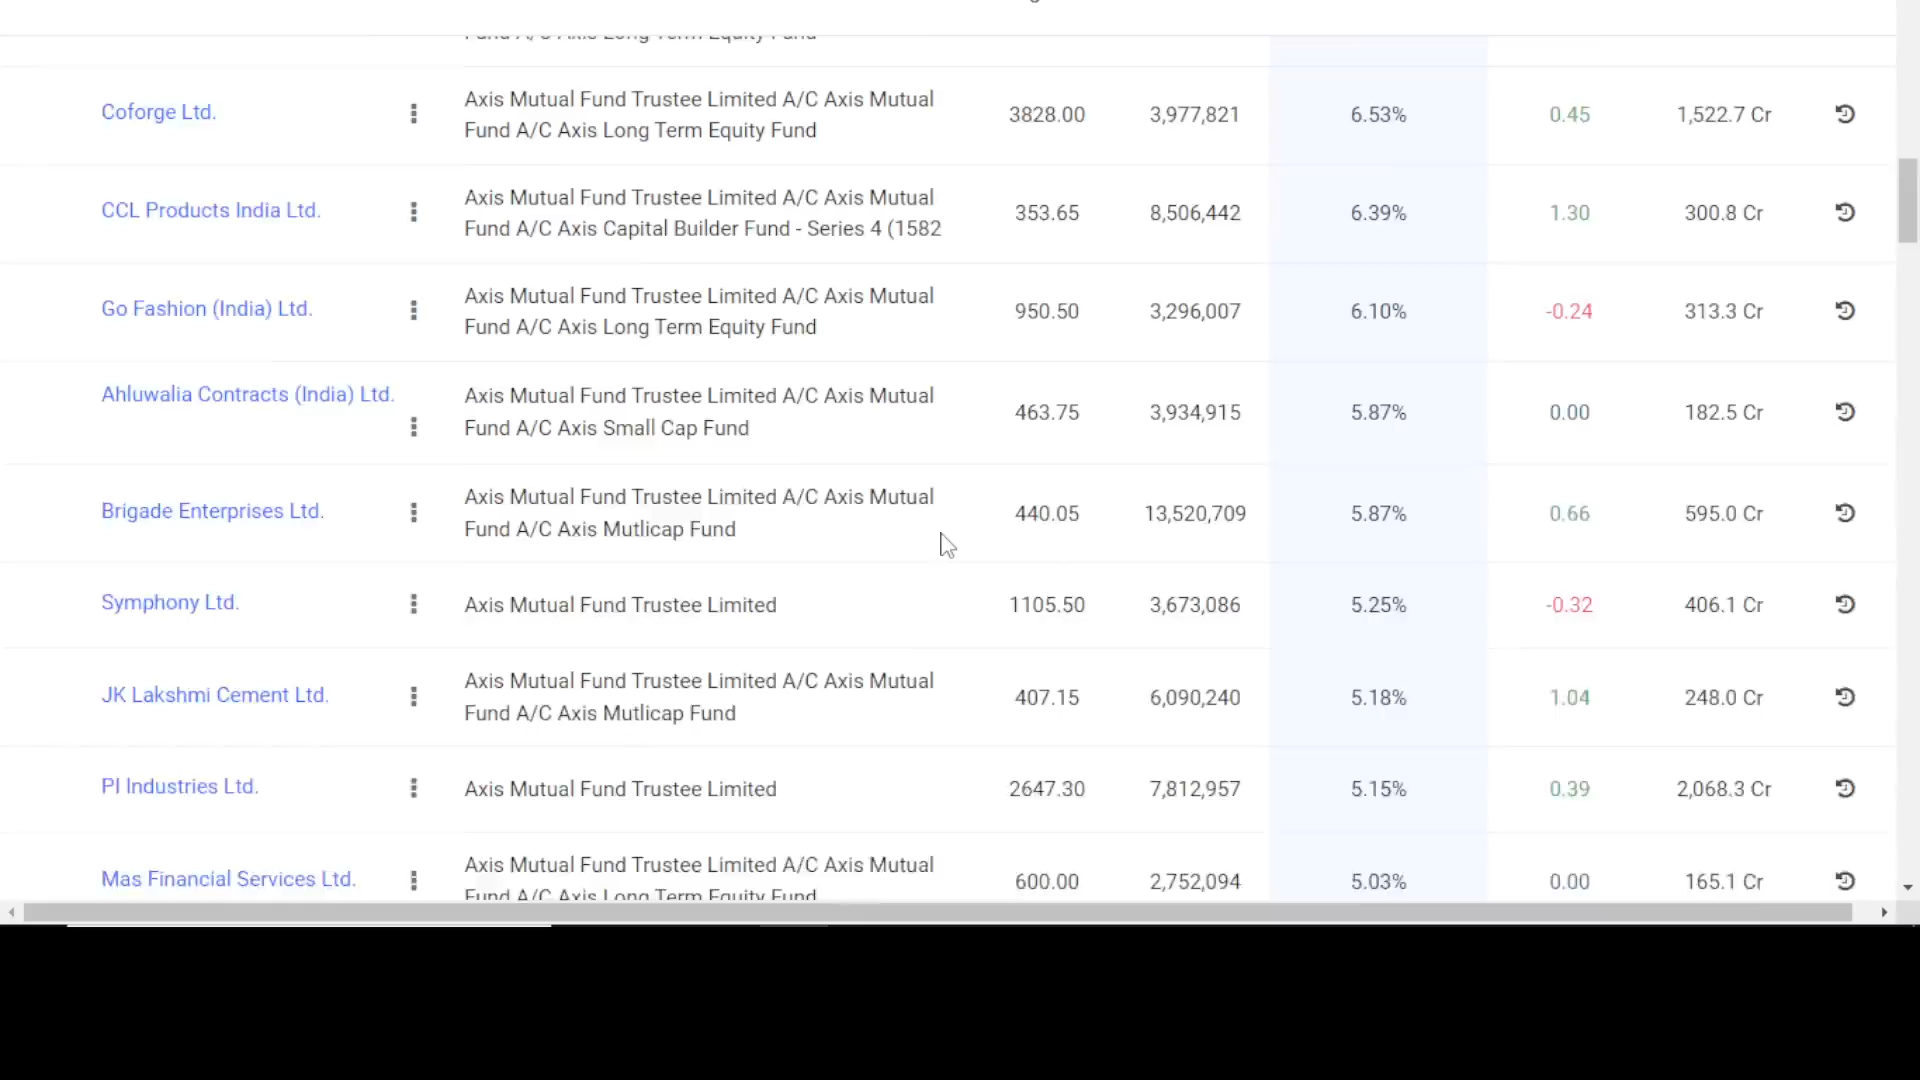 Coforge Ltd.
Axis Mutual Fund Trustee Limited A/C Axis Mutual
Fund A/C Axis Long Term Equity Fund
3828.00 3,977,821 6.53% 0.45 1,522.7 Cr
CCL Products India Ltd.
Axis Mutual Fund Trustee Limited A/C Axis Mutual
Fund A/C Axis Capital Builder Fund - Series 4 (1582
353.65 8,506,442 6.39% 1.30 300.8 Cr
Go Fashion (India) Ltd.
Axis Mutual Fund Trustee Limited A/C Axis Mutual
Fund A/C Axis Long Term Equity Fund
950.50 3,296,007 6.10% -0.24 313.3 Cr
Ahluwalia Contracts (India) Ltd.
Axis Mutual Fund Trustee Limited A/C Axis Mutual
Fund A/C Axis Small Cap Fund
463.75 3,934,915 5.87% 0.00 182.5 Cr
Brigade Enterprises Ltd.
Axis Mutual Fund Trustee Limited A/C Axis Mutual
Fund A/C Axis Mutlicap Fund
440.05 13,520,709 5.87% 0.66 595.0 Cr
Symphony Ltd.
Axis Mutual Fund Trustee Limited
1105.50 3,673,086 5.25% -0.32 406.1 Cr
JK Lakshmi Cement Ltd.
Axis Mutual Fund Trustee Limited A/C Axis Mutual
Fund A/C Axis Mutlicap Fund
407.15 6,090,240 5.18% 1.04 248.0 Cr
PI Industries Ltd.
Axis Mutual Fund Trustee Limited
2647.30 7,812,957 5.15% 0.39 2,068.3 Cr
Mas Financial Services Ltd.
Axis Mutual Fund Trustee Limited A/C Axis Mutual
Fund A/C Axis Long Term Equity Fund
600.00 2,752,094 5.03% 0.00 165.1 Cr